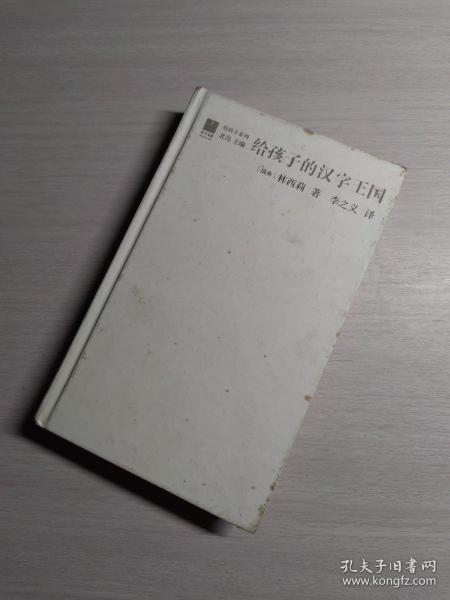 给孩子系列
北岛 主编
给孩子的汉字王国
〔瑞典〕林西莉 著 李之义 译
孔夫子旧书网
www.kongfz.com